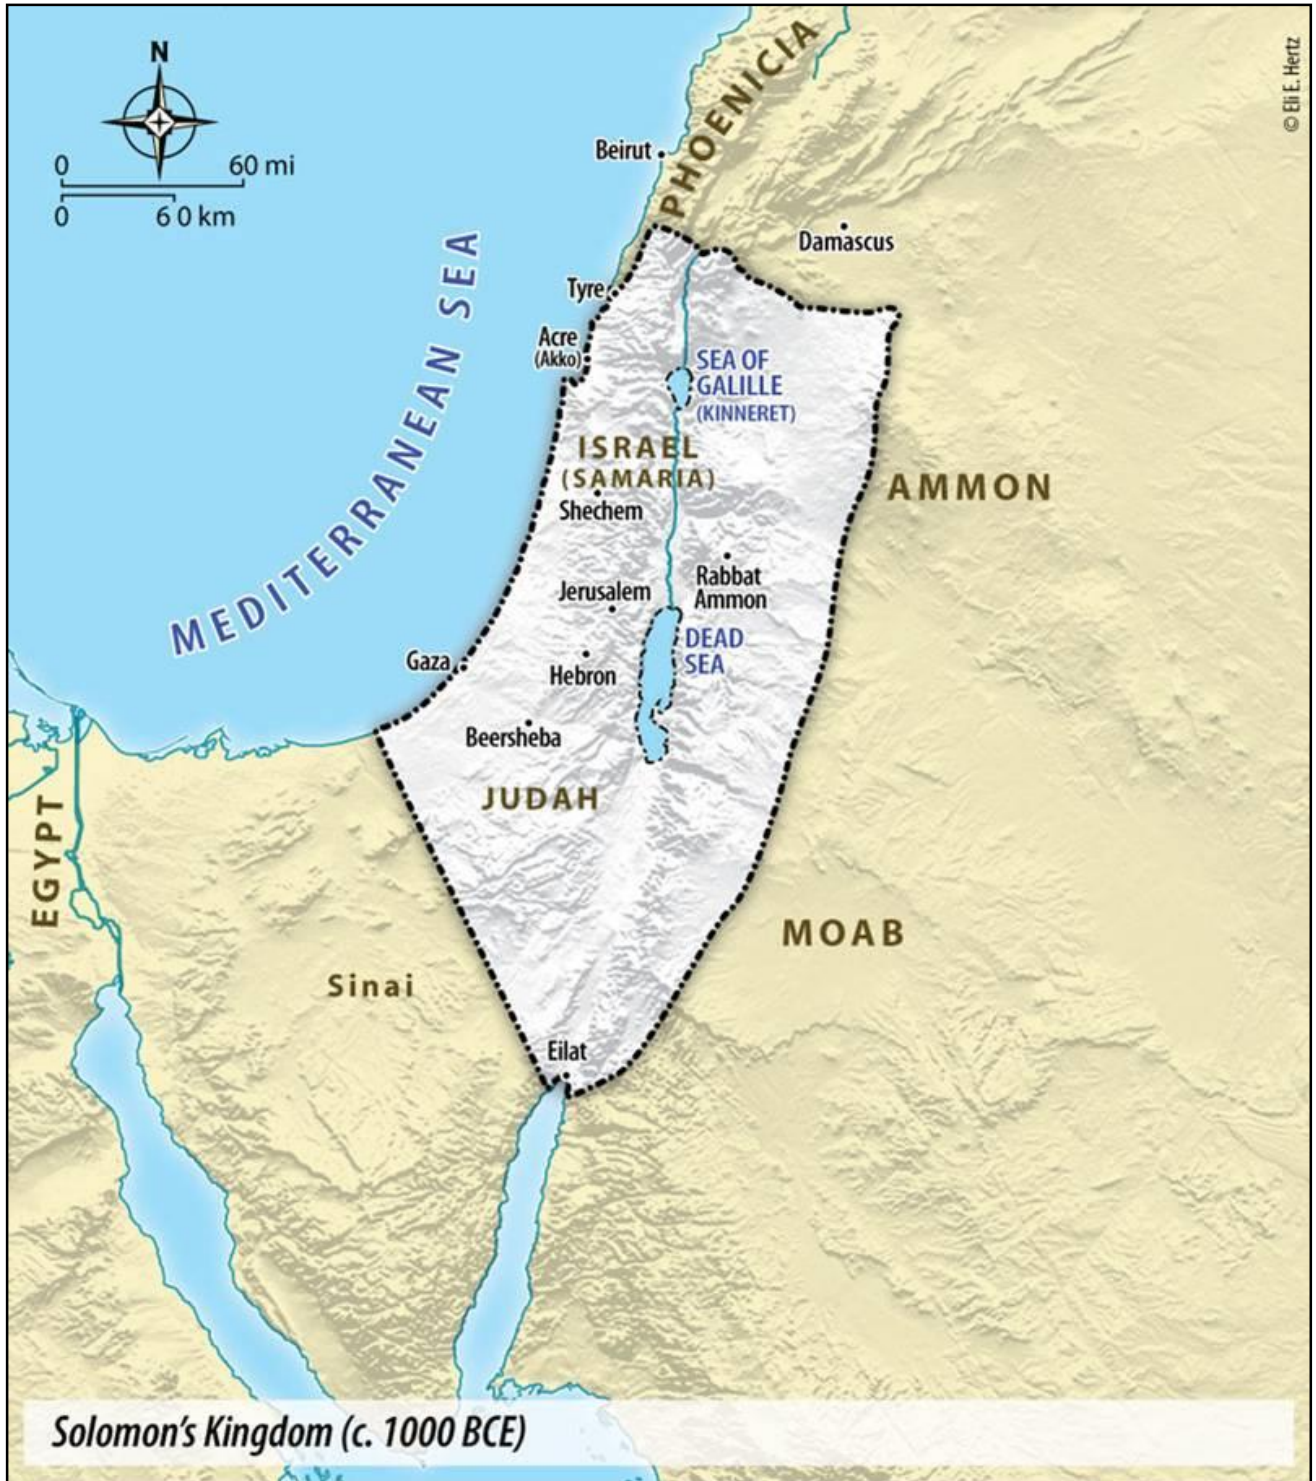 N
0 60 mi
0 6 0 km
© Eli E. Hertz
PHOENICIA
Beirut
Damascus
MEDITERRANEAN SEA
Tyre
Acre
(Akko)
SEA OF
GALILLE
(KINNERET)
ISRAEL
(SAMARIA)
AMMON
Shechem
Rabbat
Ammon
Jerusalem
DEAD
SEA
Gaza
Hebron
Beersheba
JUDAH
EGYPT
MOAB
Sinai
Eilat
Solomon's Kingdom (c. 1000 BCE)